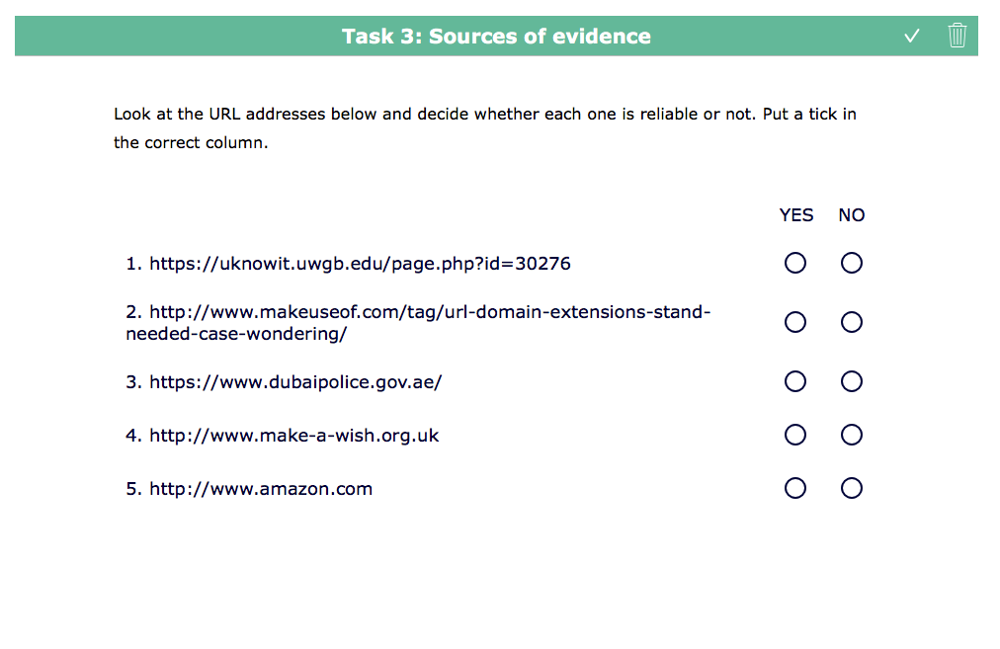 Task 3: Sources of evidence
Look at the URL addresses below and decide whether each one is reliable or not. Put a tick in
the correct column.
YES NO
1. https://uknowit.uwgb.edu/page.php?id=30276
2. http://www.makeuseof.com/tag/url-domain-extensions-stand-
needed-case-wondering/
3. https://www.dubaipolice.gov.ae/
4. http://www.make-a-wish.org.uk
5. http://www.amazon.com